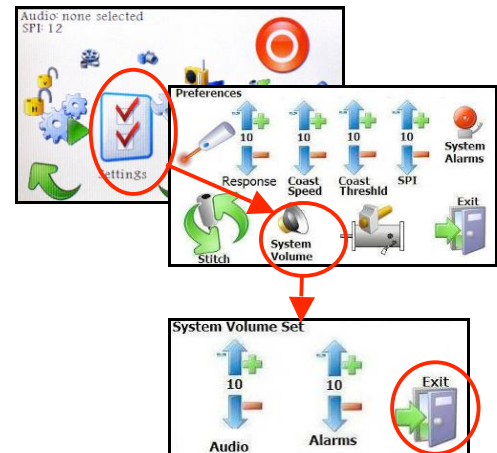 Audio: none selected
SPI: 12
H
settings
Preferences
10 10 10 10
System
Alarms
Response Coast
Speed Coast
Threshld SPI
Exit
Stitch
System
Volume
System Volume Set
10 10
Exit
Audio Alarms